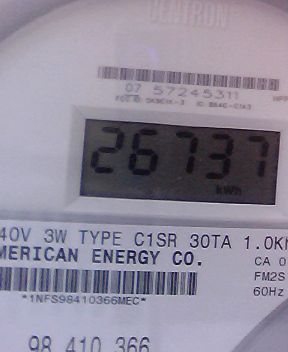 CENTRON®
07 57245311
26737
kWh
40V 3W TYPE C1SR 30TA 1.0K
MERICAN ENERGY CO.
CA 0
FM2S
60Hz
*1NFS98410366MEC*
98 410 366